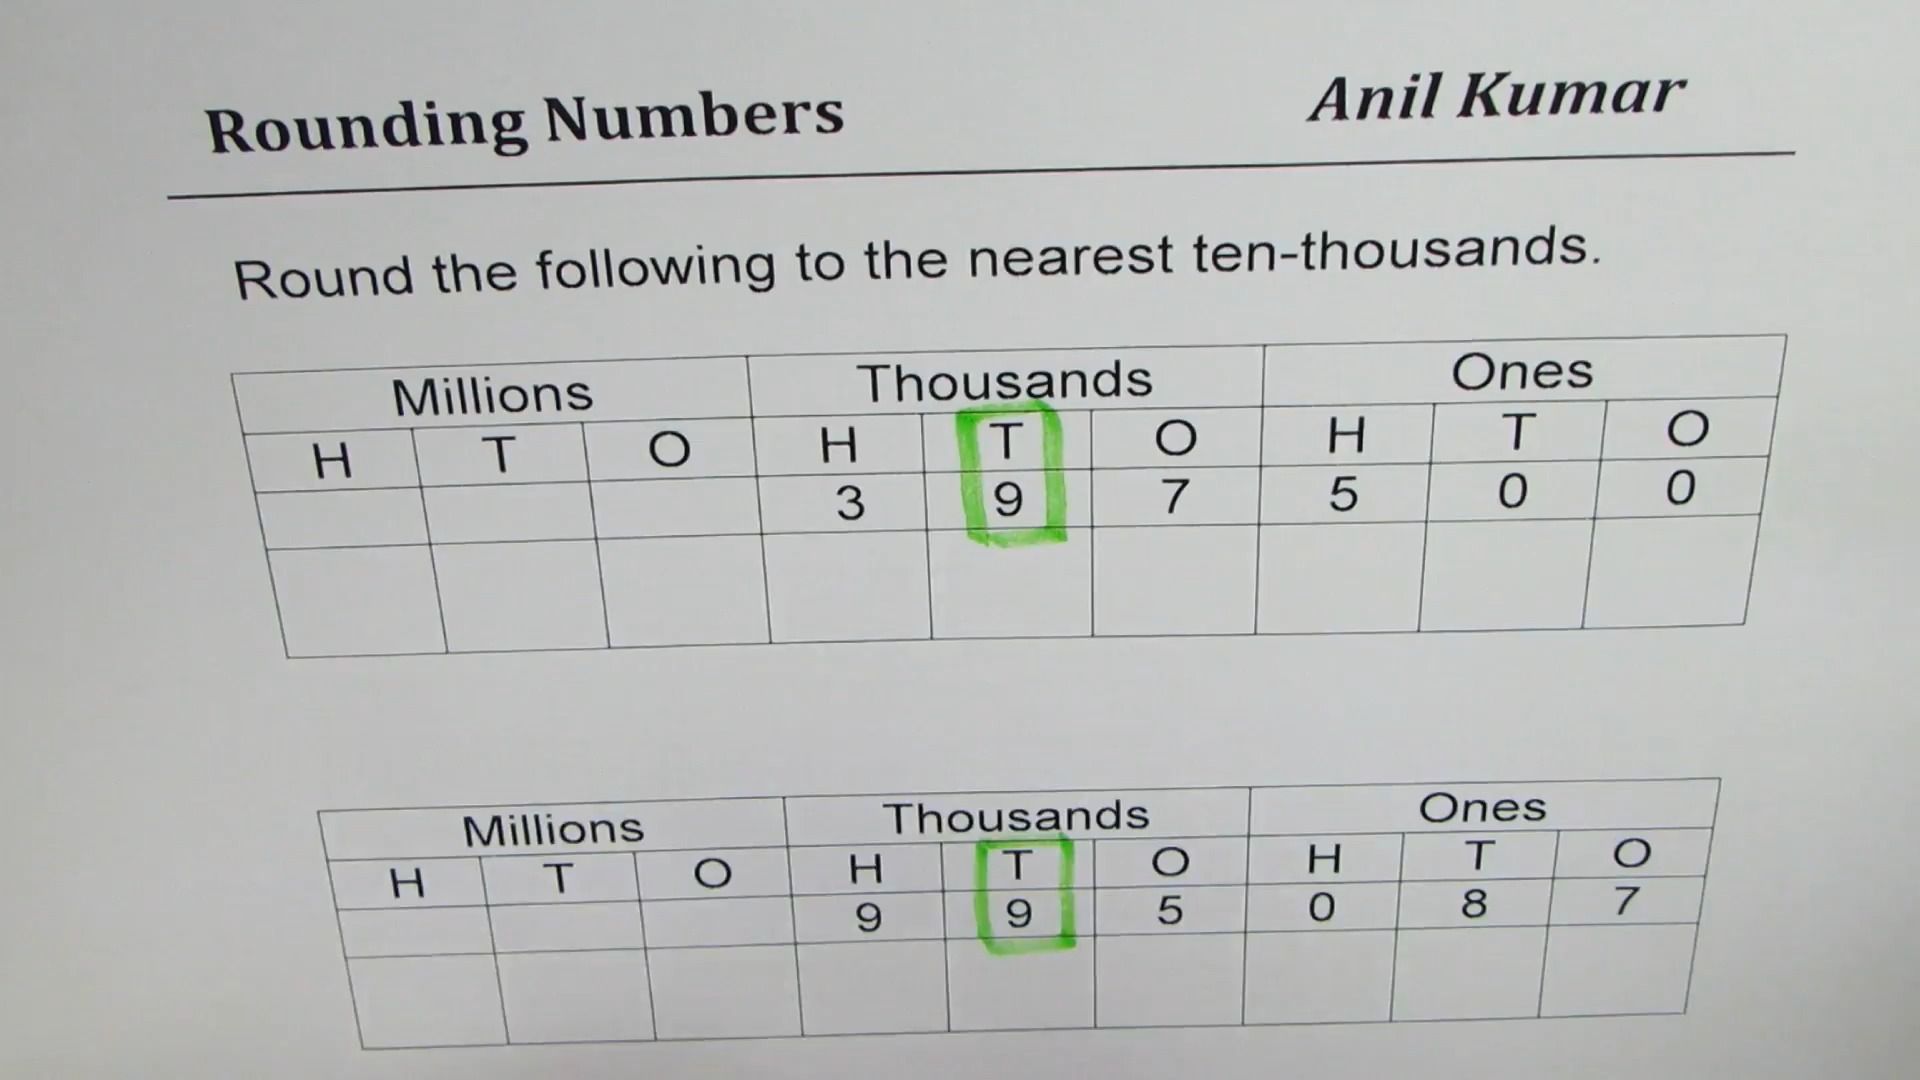 Rounding Numbers Anil Kumar
Round the following to the nearest ten-thousands.
Millions Thousands Ones
H T O H T O H T O
3 9 7 5 0 0
Millions Thousands Ones
H T O H T O H T O
9 9 5 0 8 7